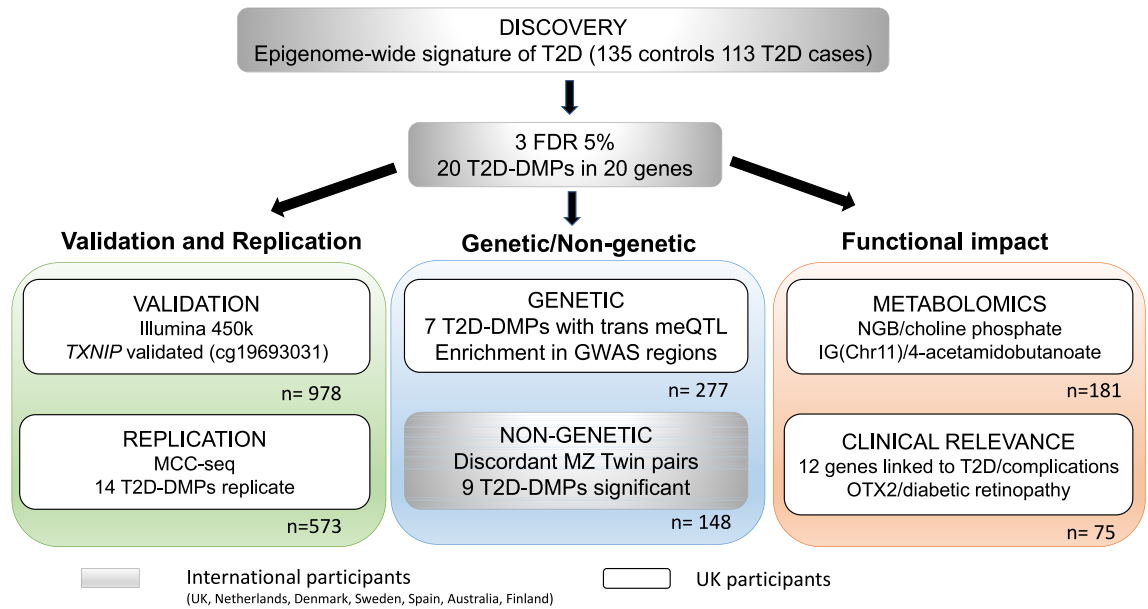 DISCOVERY
Epigenome-wide signature of T2D (135 controls 113 T2D cases)
3 FDR 5%
20 T2D-DMPs in 20 genes
Validation and Replication
VALIDATION
Illumina 450k
TXNIP validated (cg19693031)
n= 978
REPLICATION
MCC-seq
14 T2D-DMPs replicate
n=573
Genetic/Non-genetic
GENETIC
7 T2D-DMPs with trans meQTL
Enrichment in GWAS regions
n= 277
NON-GENETIC
Discordant MZ Twin pairs
9 T2D-DMPs significant
n= 148
Functional impact
METABOLOMICS
NGB/choline phosphate
IG(Chr11)/4-acetamidobutanoate
n=181
CLINICAL RELEVANCE
12 genes linked to T2D/complications
OTX2/diabetic retinopathy
n= 75
International participants
(UK, Netherlands, Denmark, Sweden, Spain, Australia, Finland)
UK participants